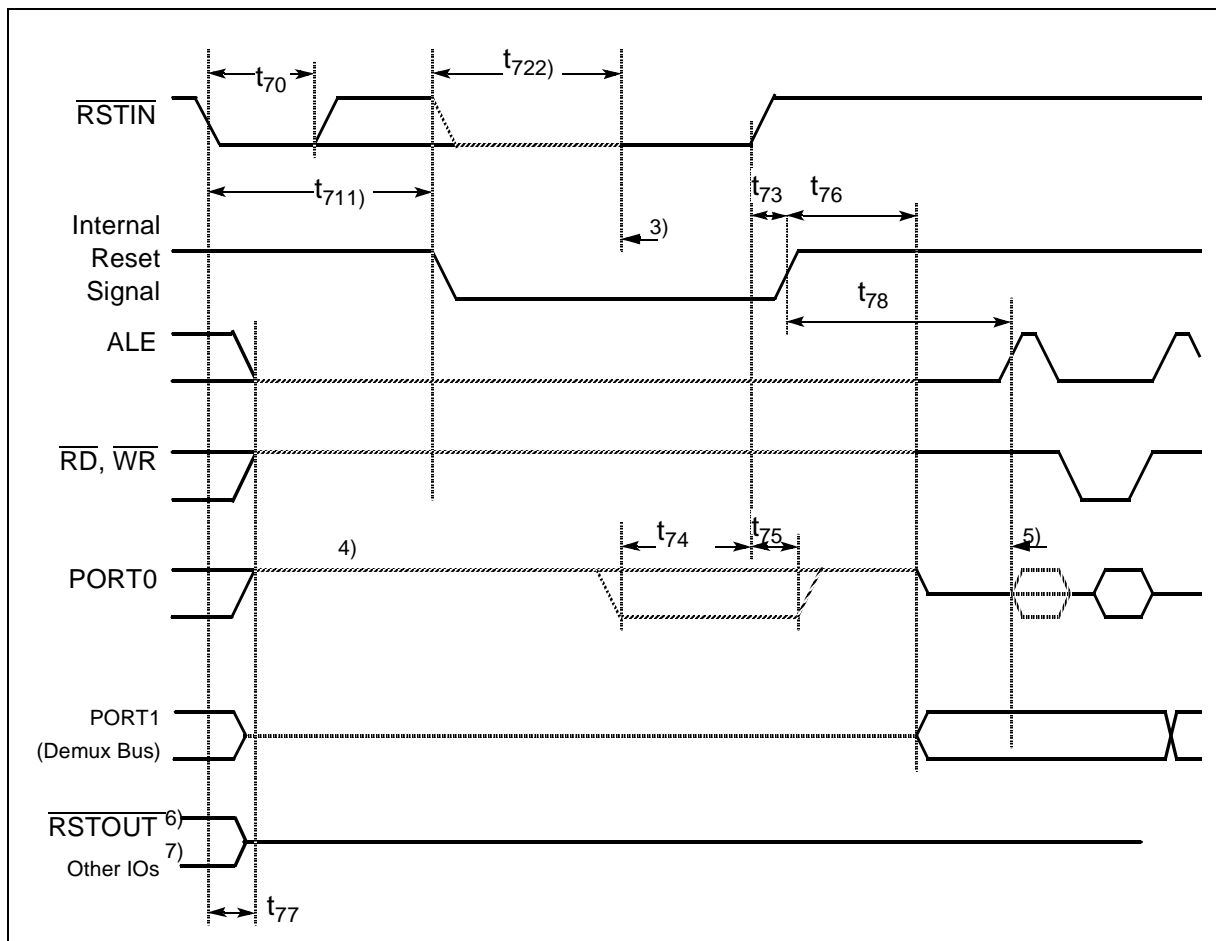 t70
t722)
RSTIN
t711)
t73
t76
Internal
Reset
Signal
3)
t78
ALE
RD, WR
4)
t74
t75
5)
PORT0
PORT1
(Demux Bus)
RSTOUT 6)
Other IOs 7)
t77